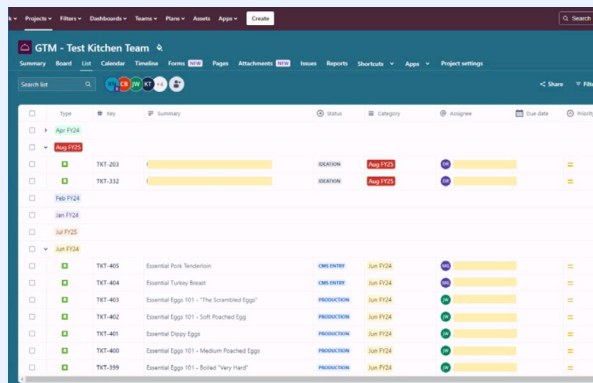 Projects Filters Dashboards Teams Plans Assets Apps Create Search
GTM - Test Kitchen Team
Summary Board List Calendar Timeline Forms NEW Pages Attachments NEW Issues Reports Shortcuts Apps Project settings
Search list CB JW KT +4 Share Filt
Type Key Summary Status Category Assignee Due date Priority
Apr FY24
Aug FY25
TKT-203 IDEATION Aug FY25
TKT-332 IDEATION Aug FY25
Feb FY24
Jan FY24
Jul FY25
Jun FY24
TKT-405 Essential Pork Tenderloin CMS ENTRY Jun FY24
TKT-404 Essential Turkey Breast CMS ENTRY Jun FY24
TKT-403 Essential Eggs 101 - "The Scrambled Eggs" PRODUCTION Jun FY24 JW
TKT-402 Essential Eggs 101 - Soft Poached Egg PRODUCTION Jun FY24 JW
TKT-401 Essential Dippy Eggs PRODUCTION Jun FY24 JW
TKT-400 Essential Eggs 101 - Medium Poached Eggs PRODUCTION Jun FY24 JW
TKT-399 Essential Eggs 101 - Boiled "Very Hard" PRODUCTION Jun FY24 JW